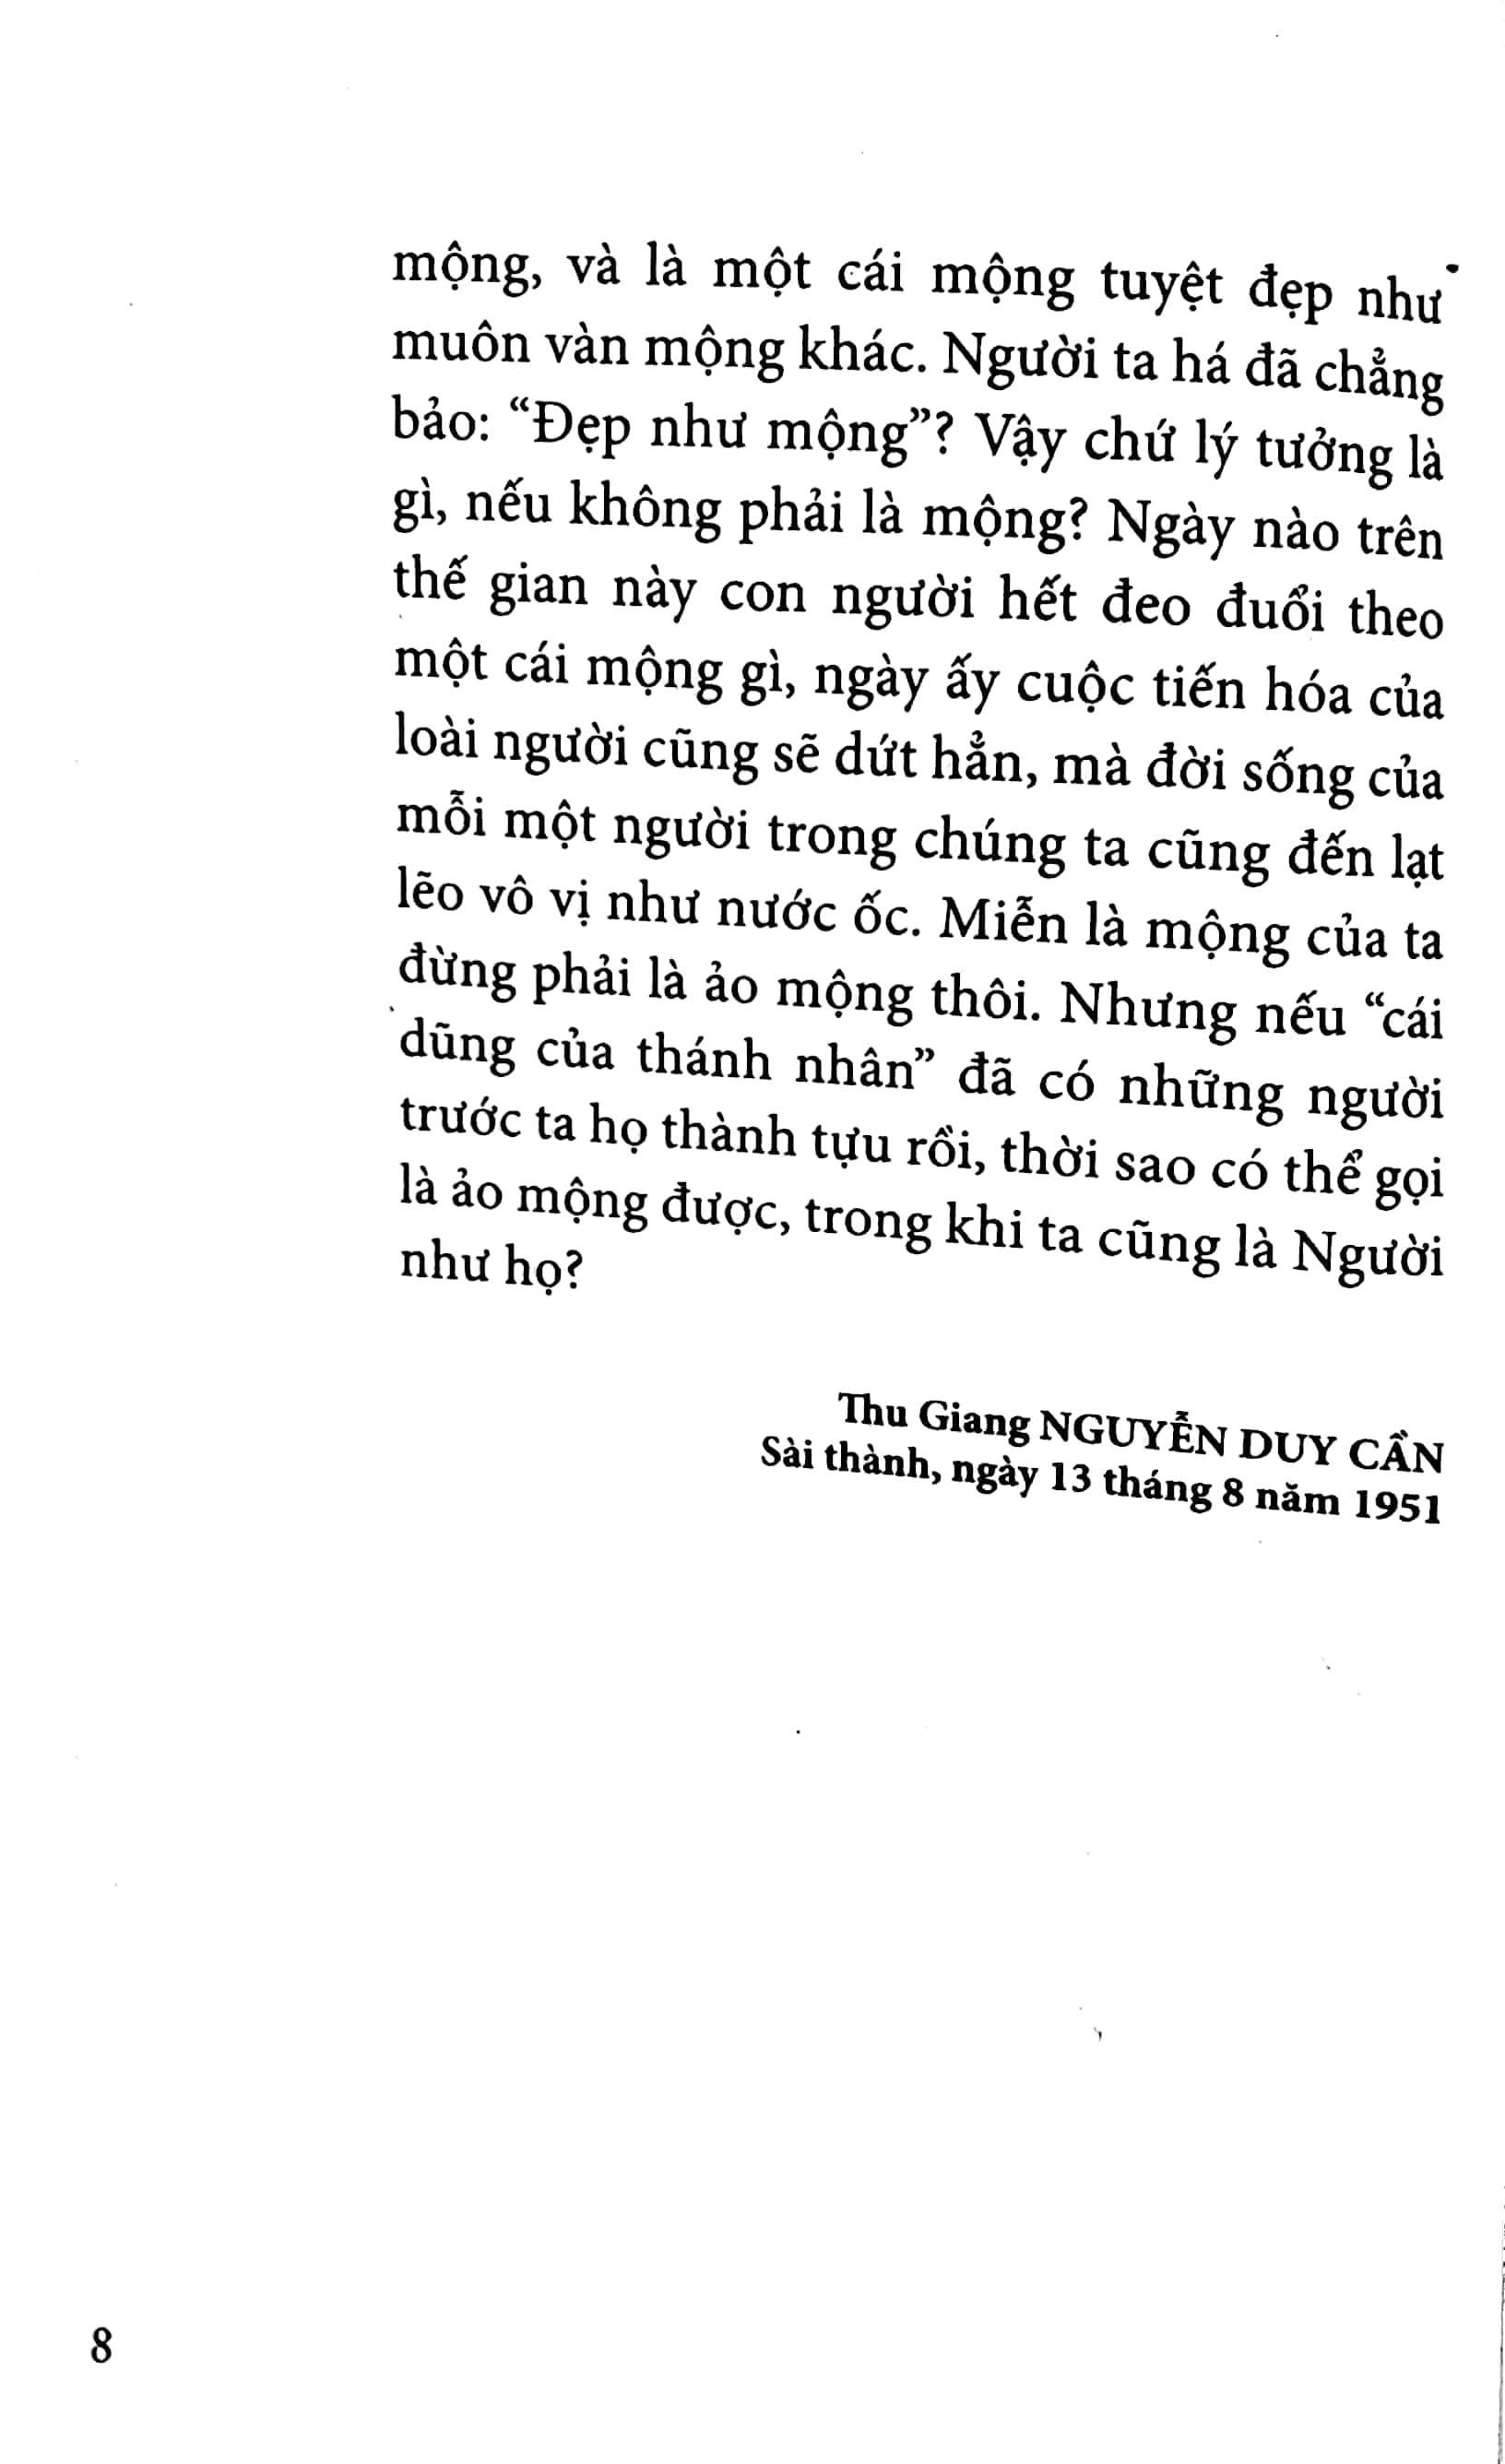 mộng, và là một cái mộng tuyệt đẹp như
muôn vàn mộng khác. Người ta há đã chẳng
bảo: “Đẹp như mộng”? Vậy chứ lý tưởng là
gì, nếu không phải là mộng? Ngày nào trên
thế gian này con người hết đeo đuổi theo
một cái mộng gì, ngày ấy cuộc tiến hóa của
loài người cũng sẽ dứt hẳn, mà đời sống của
mỗi một người trong chúng ta cũng đến lạt
lẽo vô vị như nước ốc. Miễn là mộng của ta
đừng phải là ảo mộng thôi. Nhưng nếu “cái
dũng của thánh nhân” đã có những người
trước ta họ thành tựu rồi, thời sao có thể gọi
là ảo mộng được, trong khi ta cũng là Người
như họ?
Thu Giang NGUYỄN DUY CẦN
Sài thành, ngày 13 tháng 8 năm 1951
8